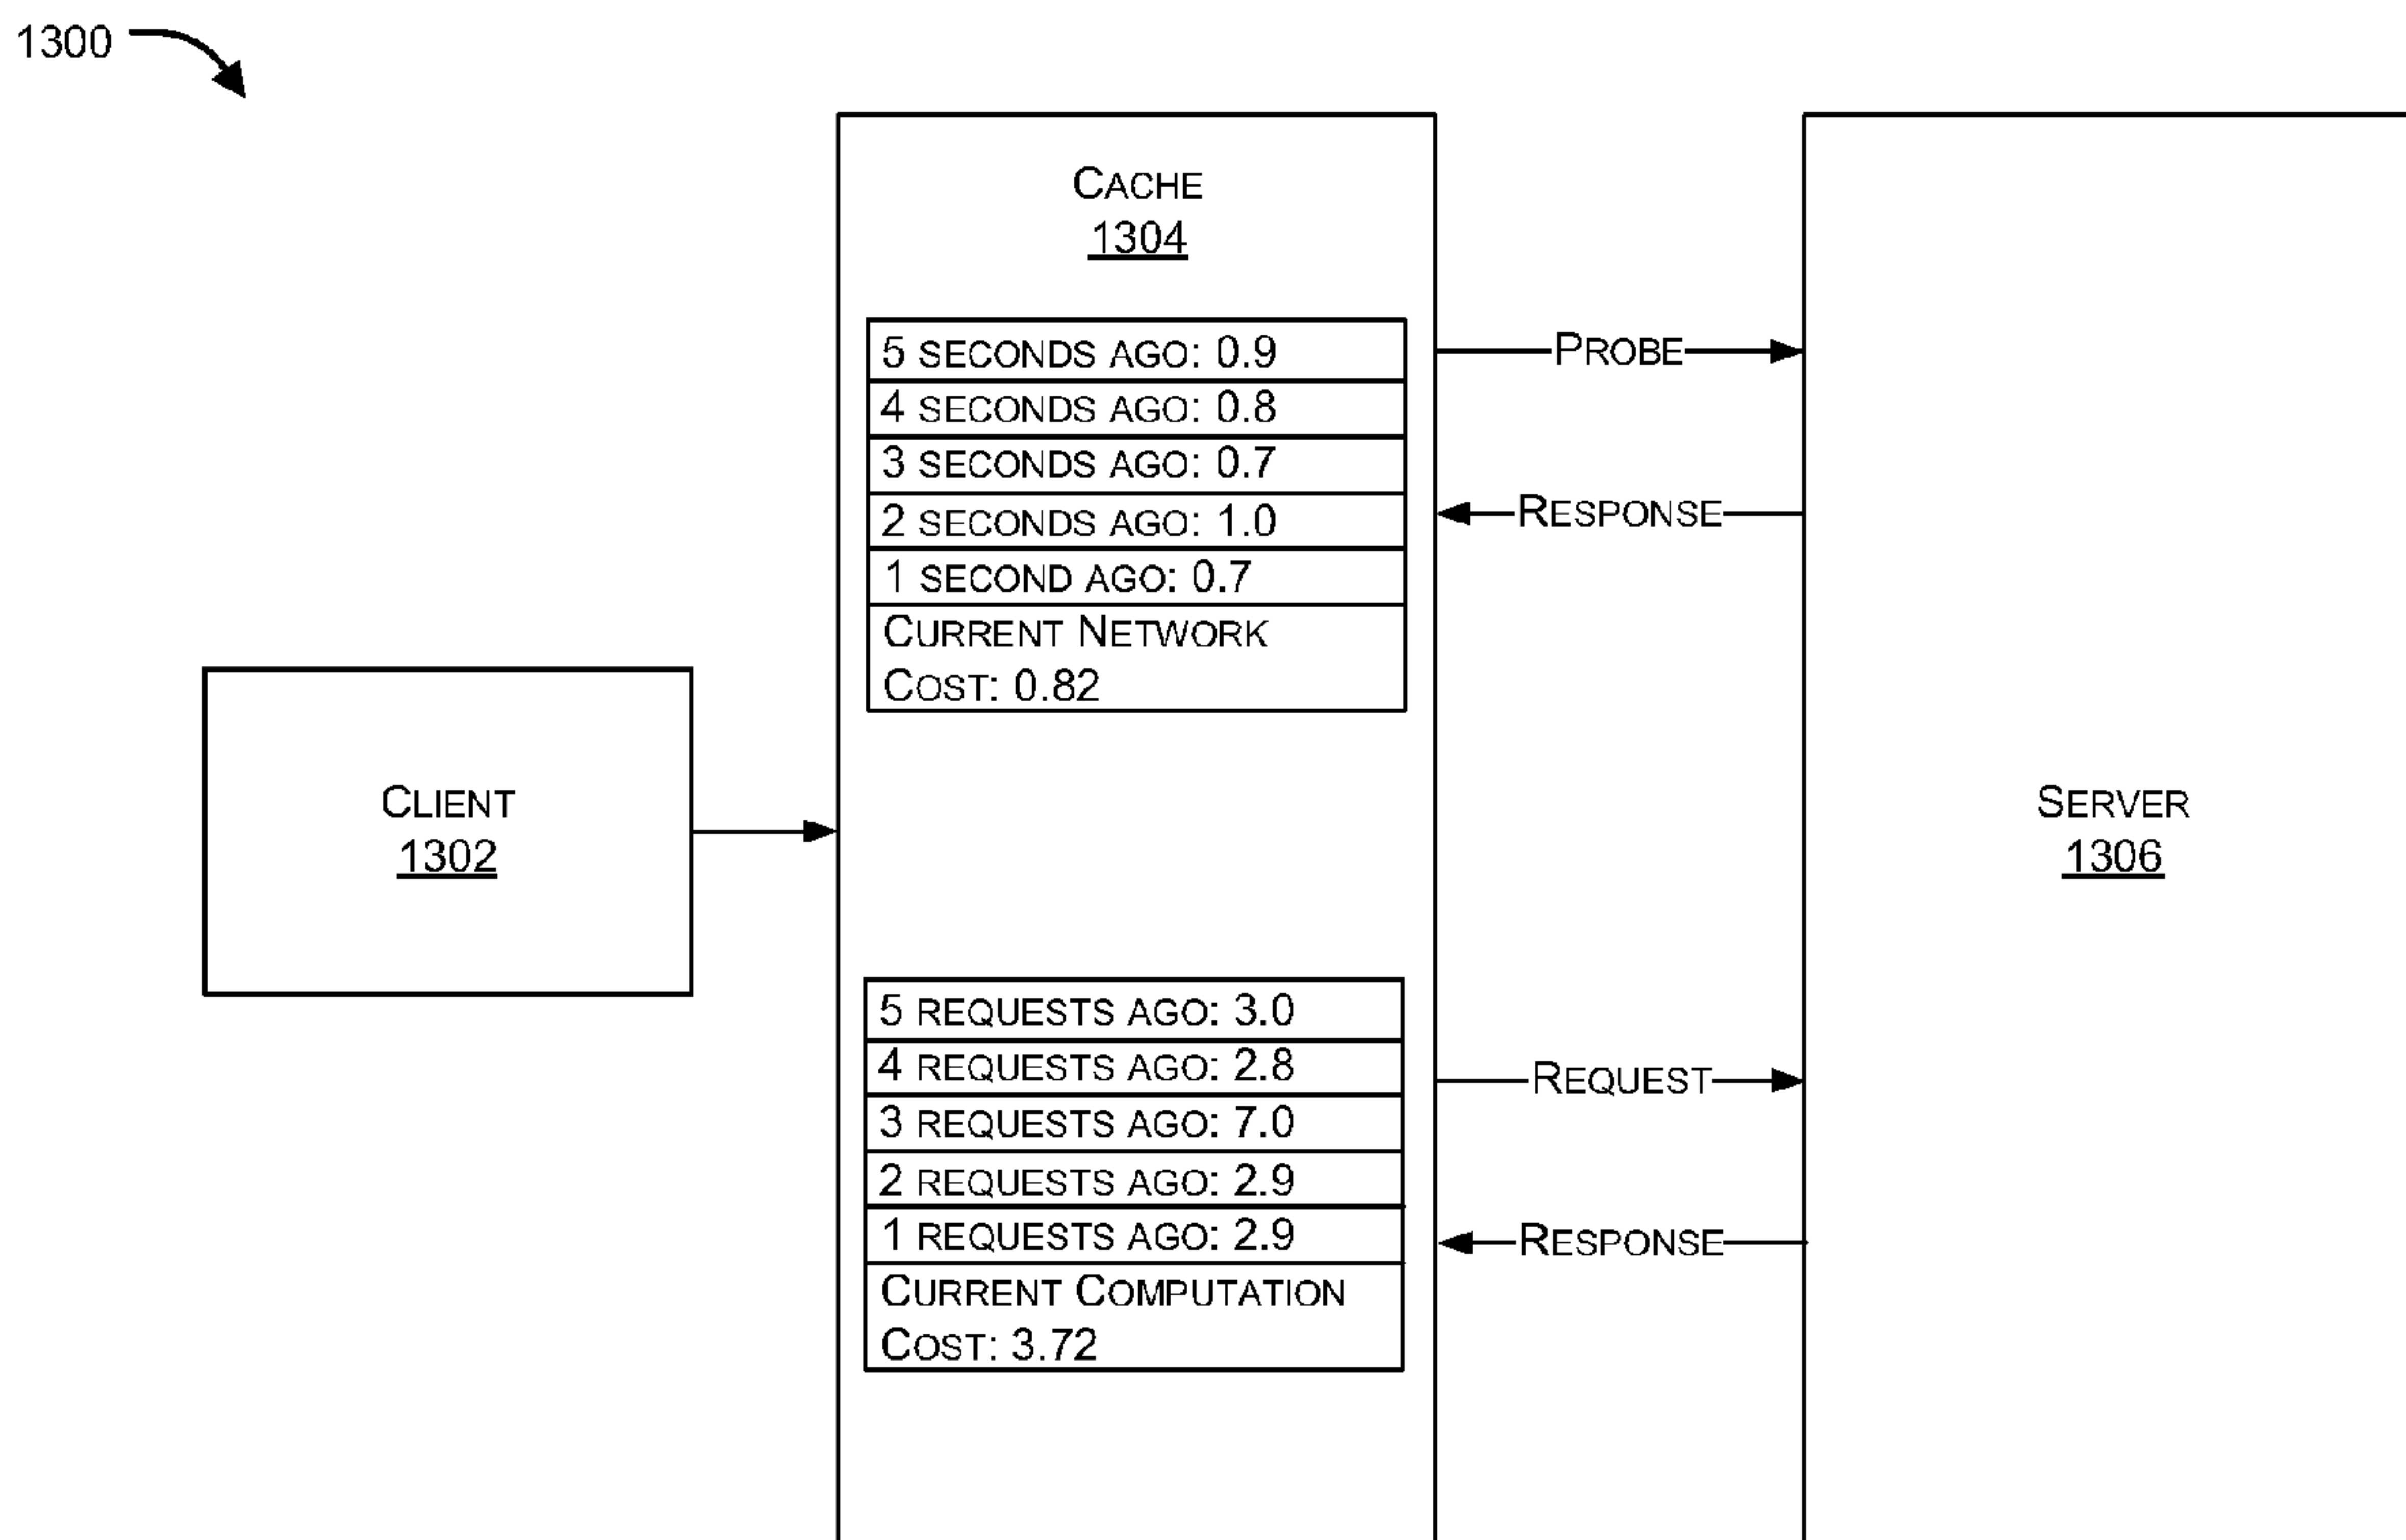 1300
CACHE
1304
5 SECONDS AGO: 0.9
4 SECONDS AGO: 0.8
3 SECONDS AGO: 0.7
2 SECONDS AGO: 1.0
1 SECOND AGO: 0.7
CURRENT NETWORK
COST: 0.82
PROBE
RESPONSE
CLIENT
1302
SERVER
1306
5 REQUESTS AGO: 3.0
4 REQUESTS AGO: 2.8
3 REQUESTS AGO: 7.0
2 REQUESTS AGO: 2.9
1 REQUESTS AGO: 2.9
CURRENT COMPUTATION
COST: 3.72
REQUEST
RESPONSE